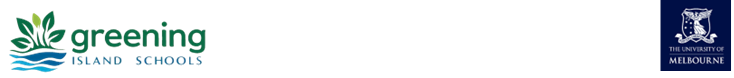 greening
ISLAND SCHOOLS
THE UNIVERSITY OF
MELBOURNE